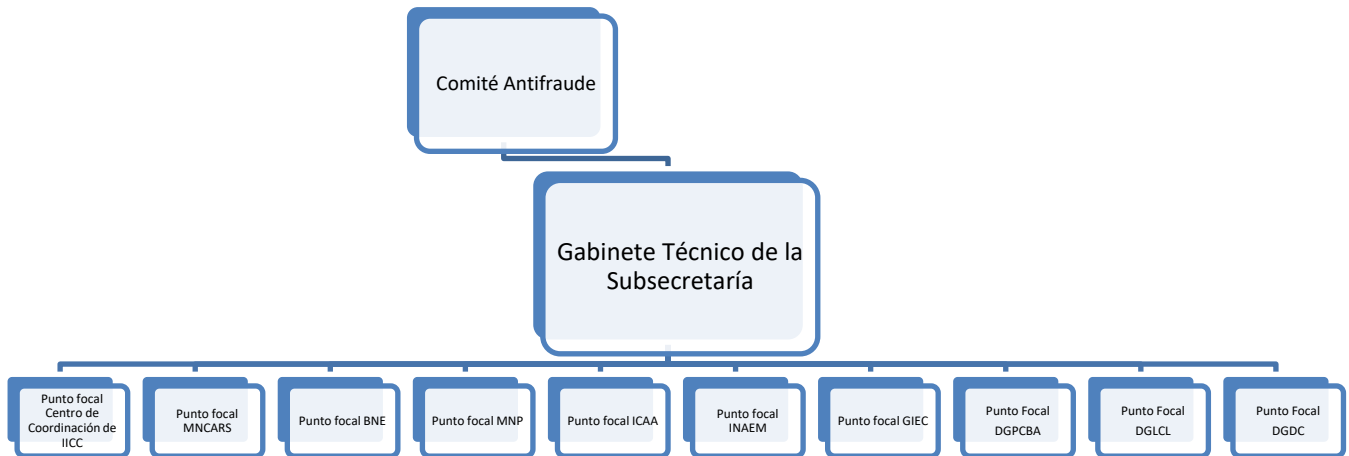 Comité Antifraude
Gabinete Técnico de la
Subsecretaría
Punto focal
Centro de
Coordinación de
IICC
Punto focal
MNCARS
Punto focal BNE
Punto focal MNP
Punto focal ICAA
Punto focal
INAEM
Punto focal GIEC
Punto Focal
DGPCBA
Punto Focal
DGLCL
Punto Focal
DGDC